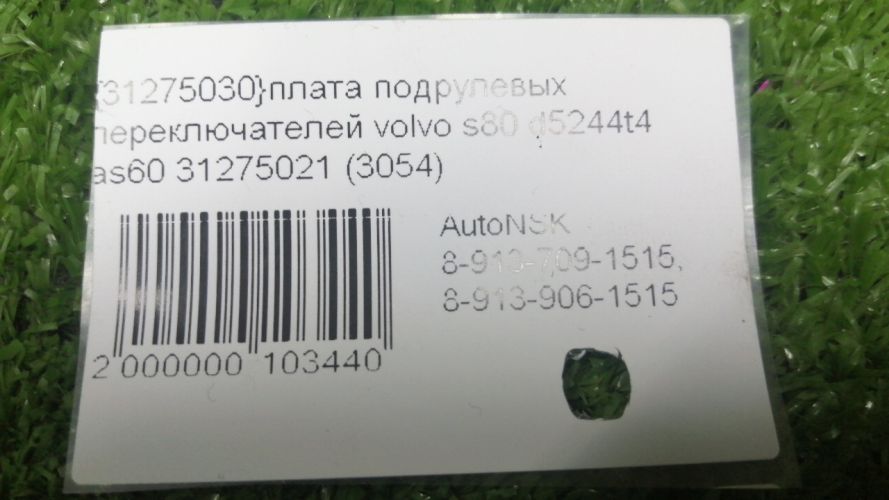 {31275030}плата подрулевых
переключателей volvo s80 d5244t4
as60 31275021 (3054)
AutoNSK
8-913-709-1515,
8-913-906-1515
2 000000 103440